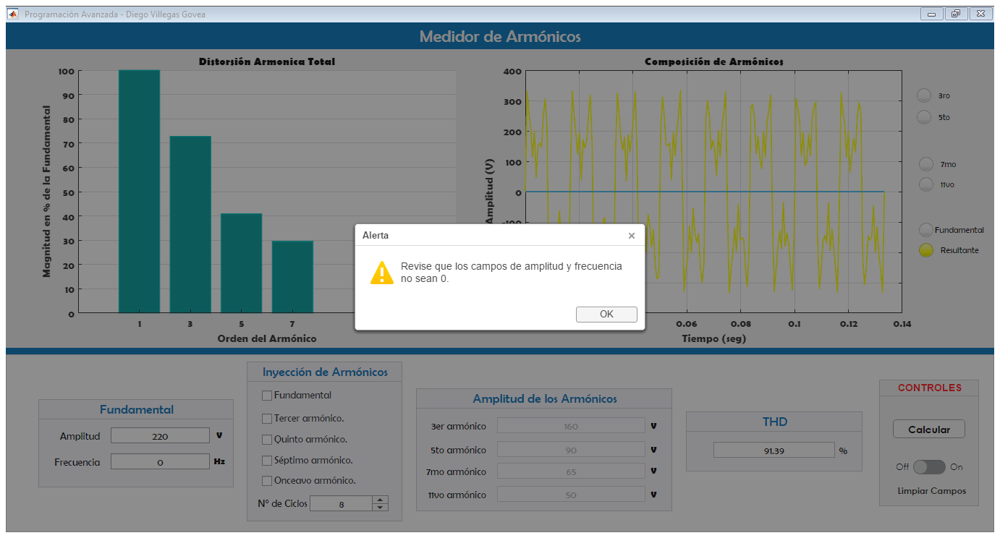 Programación Avanzada - Diego Villegas Govea
Medidor de Armónicos
Distorsión Armonica Total
Magnitud en % de la Fundamental
100
90
80
70
60
50
40
30
20
10
0
1 3 5 7
Orden del Armónico
Composición de Armónicos
Amplitud (V)
400
300
200
100
0
-100
0.06 0.08 0.1 0.12 0.14
Tiempo (seg)
3ro
5to
7mo
11vo
Fundamental
Resultante
Alerta
Revise que los campos de amplitud y frecuencia
no sean 0.
OK
Fundamental
Amplitud 220 V
Frecuencia 0 Hz
Inyección de Armónicos
Fundamental
Tercer armónico.
Quinto armónico.
Séptimo armónico.
Onceavo armónico.
N° de Ciclos 8
Amplitud de los Armónicos
3er armónico 160 V
5to armónico 90 V
7mo armónico 65 V
11vo armónico 50 V
THD
91.39 %
CONTROLES
Calcular
Off On
Limpiar Campos